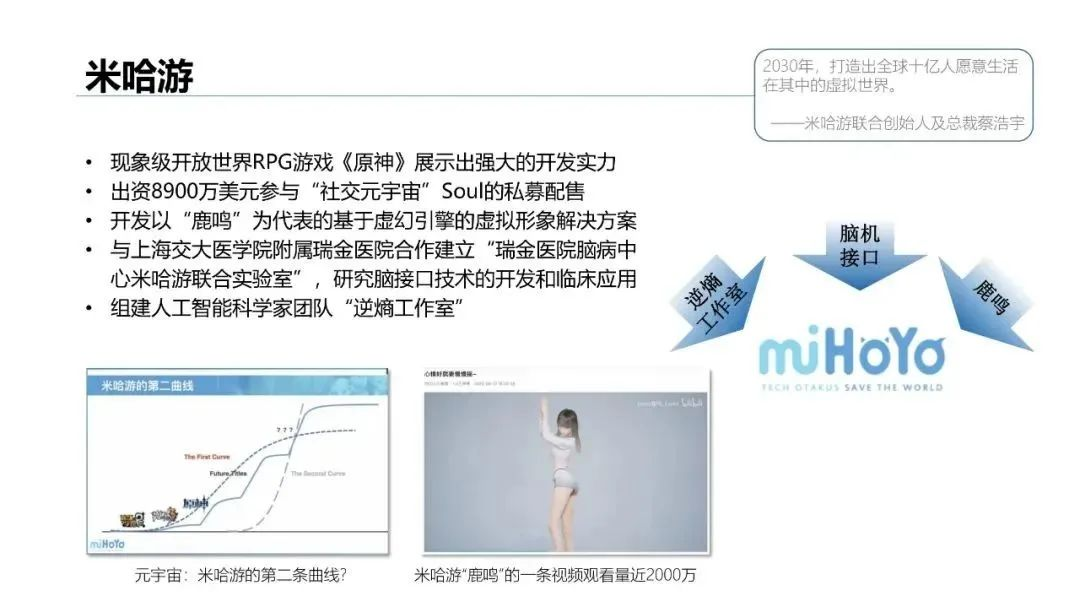 米哈游
2030年，打造出全球十亿人愿意生活
在其中的虚拟世界。
——米哈游联合创始人及总裁蔡浩宇
• 现象级开放世界RPG游戏《原神》展示出强大的开发实力
• 出资8900万美元参与“社交元宇宙”Soul的私募配售
• 开发以“鹿鸣”为代表的基于虚幻引擎的虚拟形象解决方案
• 与上海交大医学院附属瑞金医院合作建立“瑞金医院脑病中
心米哈游联合实验室”，研究脑接口技术的开发和临床应用
• 组建人工智能科学家团队“逆熵工作室”
脑机
接口
逆熵
工作室
鹿鸣
miHoYo
TECH OTAKUS SAVE THE WORLD
米哈游的第二曲线
? ? ?
The First Curve
Future Titles
The Second Curve
原神
miHoYo
元宇宙：米哈游的第二条曲线?
bilibili
米哈游“鹿鸣”的一条视频观看量近2000万